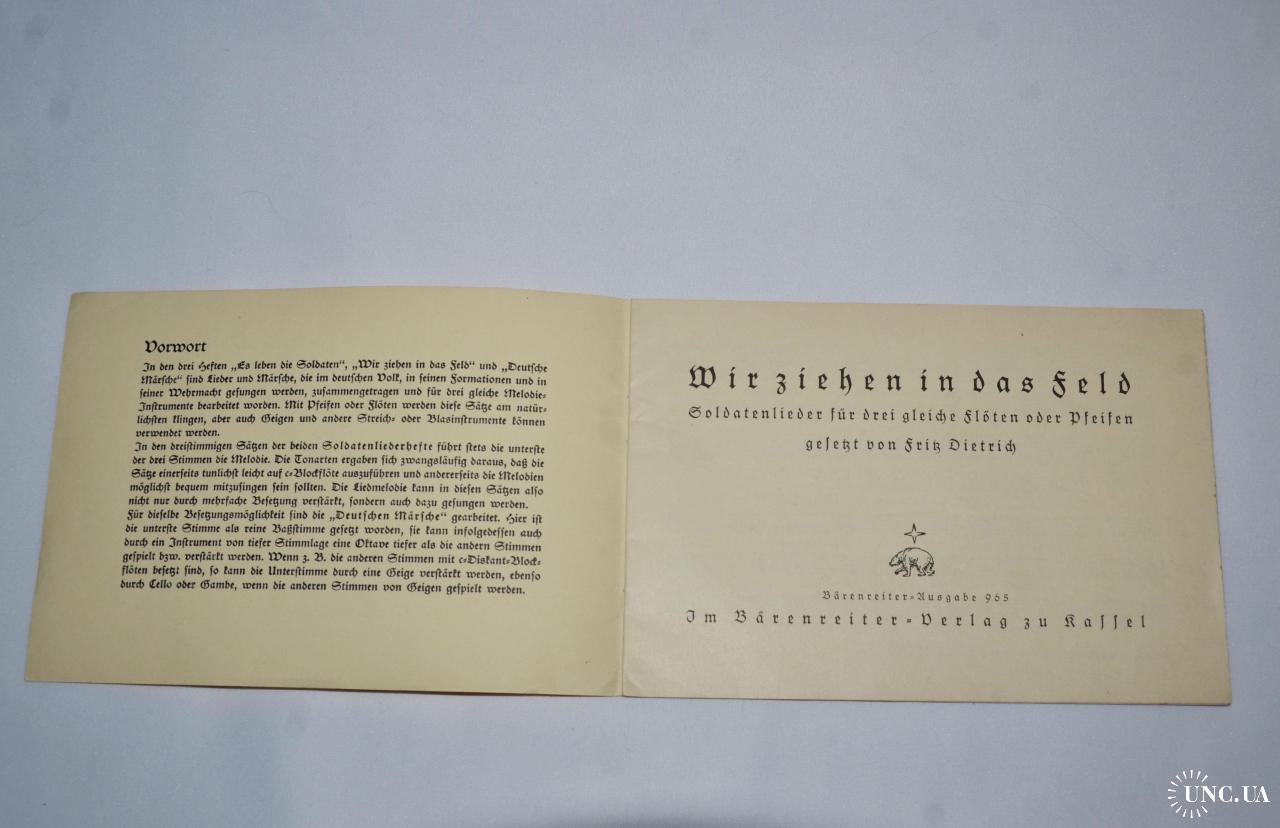 Vorwort
In den drei Heften „Es leben die Soldaten“, „Wir ziehen in das Feld“ und „Deutsche
Märsche“ sind Lieder und Märsche, die im deutschen Volk, in seinen Formationen und in
seiner Wehrmacht gesungen werden, zusammengetragen und für drei gleiche Melodie-
Instrumente bearbeitet worden. Mit Pfeifen oder Flöten werden diese Sätze am natür-
lichsten klingen, aber auch Geigen und andere Streich- oder Blasinstrumente können
verwendet werden.
In den dreistimmigen Sätzen der beiden Soldatenliederhefte führt stets die unterste
der drei Stimmen die Melodie. Die Tonarten ergaben sich zwangsläufig daraus, daß die
Sätze einerseits tunlichst leicht auf c-Blockflöte auszuführen und andererseits die Melodien
möglichst bequem mitzusingen sein sollten. Die Liedmelodie kann in diesen Sätzen also
nicht nur durch mehrfache Besetzung verstärkt, sondern auch dazu gesungen werden.
Für dieselbe Besetzungsmöglichkeit sind die „Deutschen Märsche“ gearbeitet. Hier ist
die unterste Stimme als reine Baßstimme gesetzt worden, sie kann infolgedessen auch
durch ein Instrument von tiefer Stimmlage eine Oktave tiefer als die andern Stimmen
gespielt bzw. verstärkt werden. Wenn z. B. die anderen Stimmen mit c-Diskant-Block-
flöten besetzt sind, so kann die Unterstimme durch eine Geige verstärkt werden, ebenso
durch Cello oder Gambe, wenn die anderen Stimmen von Geigen gespielt werden.
Wir ziehen in das Feld
Soldatenlieder für drei gleiche Flöten oder Pfeifen
gesetzt von Fritz Dietrich
Bärenreiter-Ausgabe 965
Im Bärenreiter-Verlag zu Kassel
UNC.UA